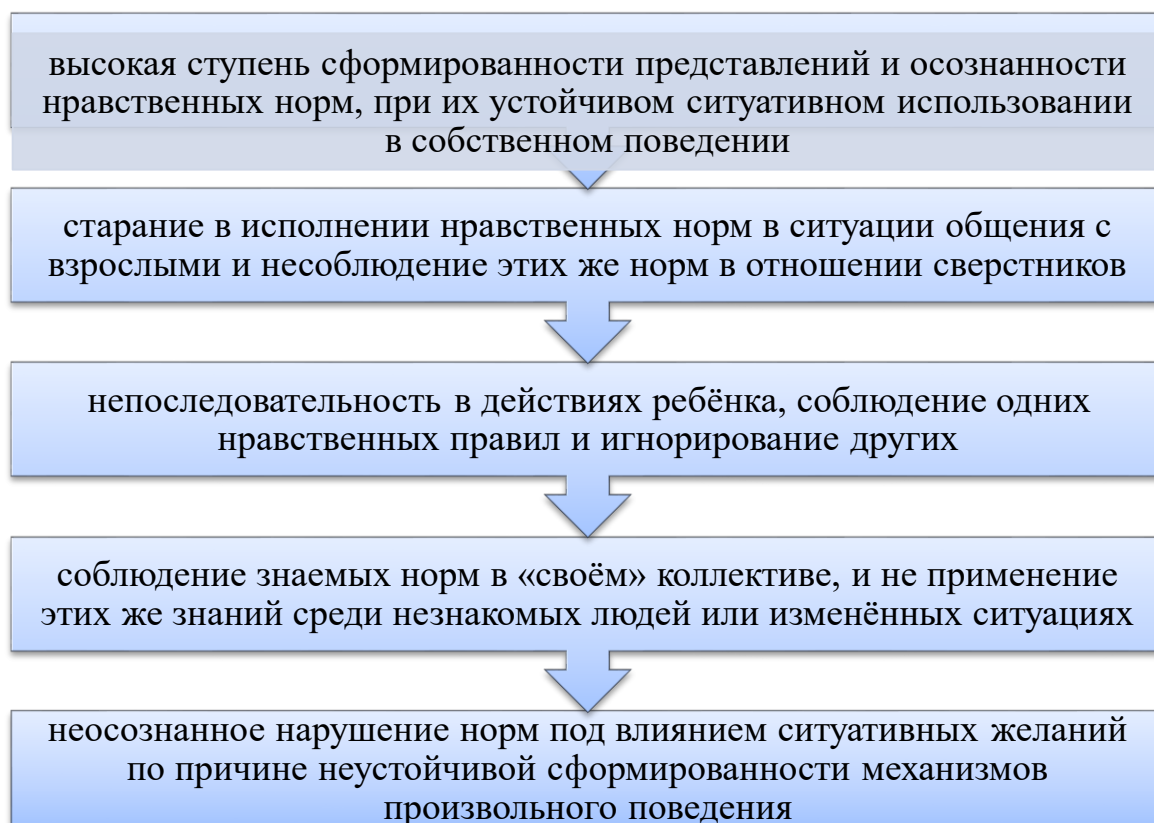 высокая ступень сформированности представлений и осознанности
нравственных норм, при их устойчивом ситуативном использовании
в собственном поведении
старание в исполнении нравственных норм в ситуации общения с
взрослыми и несоблюдение этих же норм в отношении сверстников
непоследовательность в действиях ребёнка, соблюдение одних
нравственных правил и игнорирование других
соблюдение знаемых норм в «своём» коллективе, и не применение
этих же знаний среди незнакомых людей или изменённых ситуациях
неосознанное нарушение норм под влиянием ситуативных желаний
по причине неустойчивой сформированности механизмов
произвольного поведения